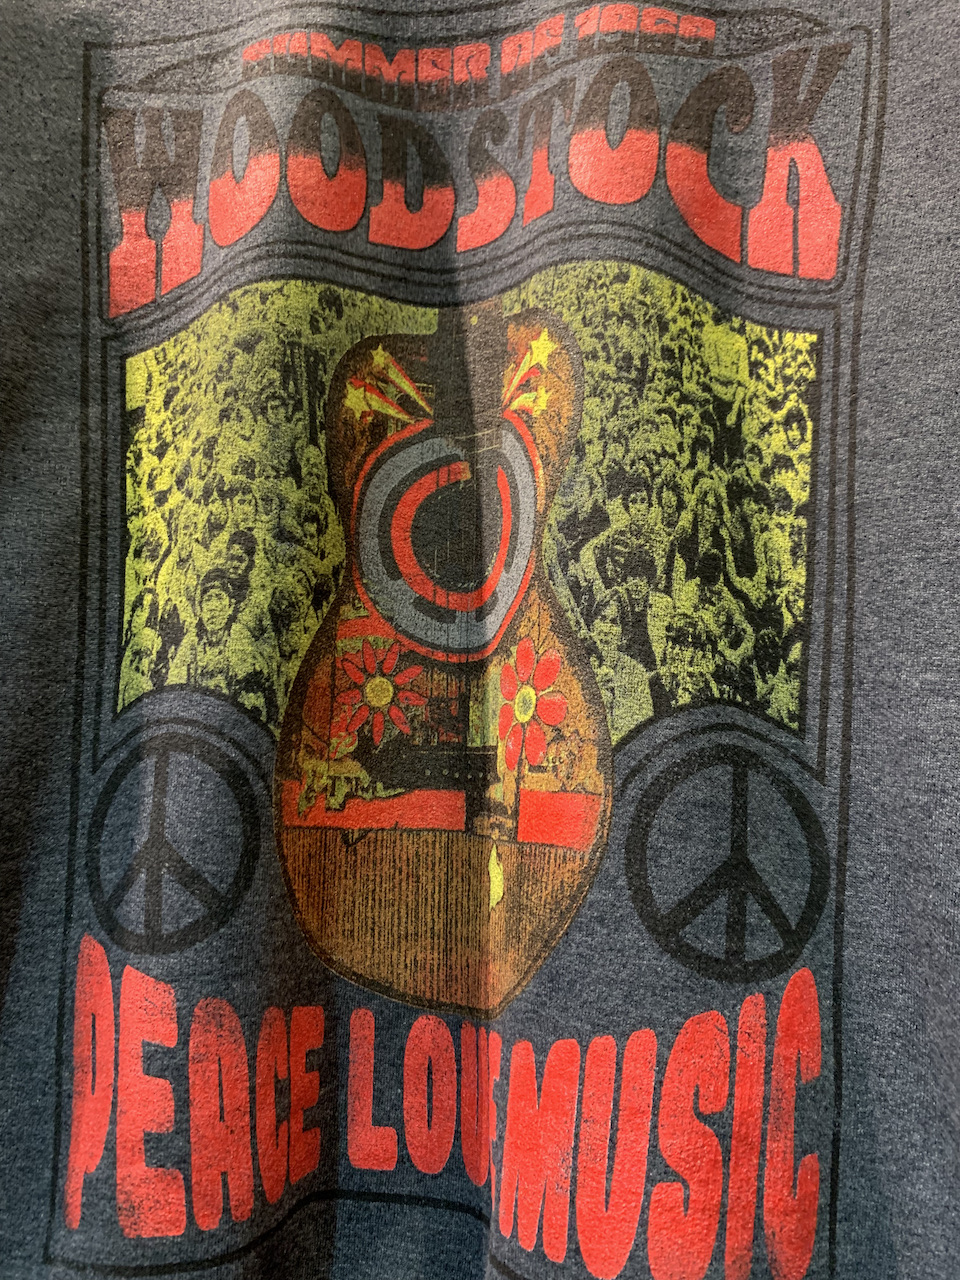 SUMMER OF 1969
WOODSTOCK
PEACE LOVE MUSIC